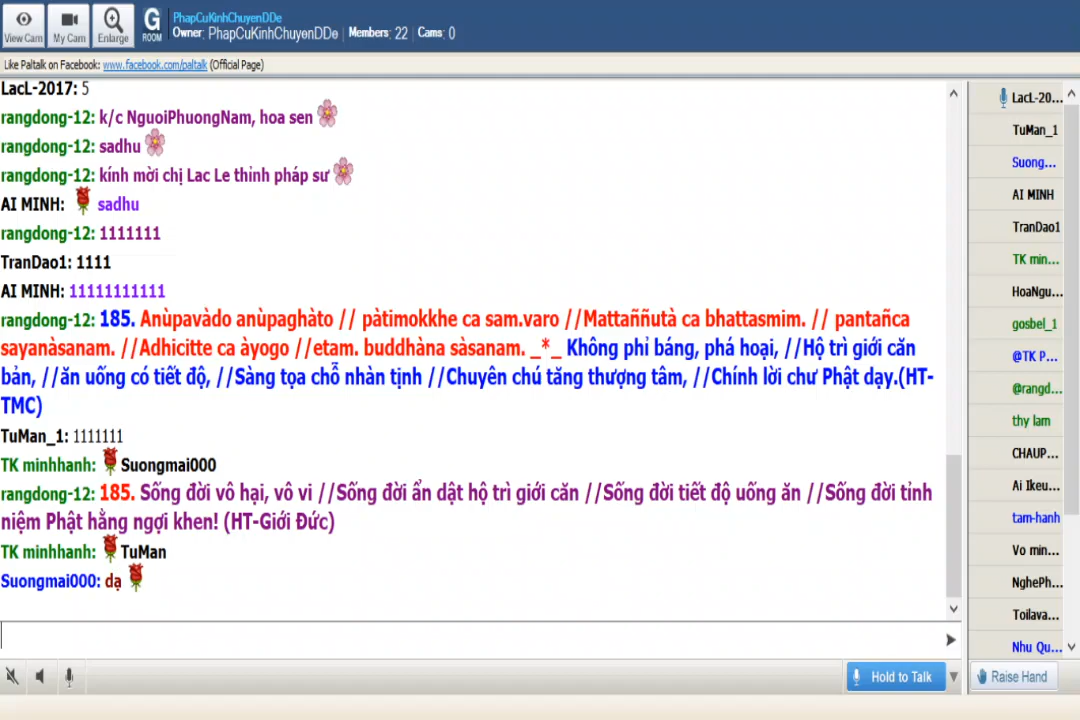 View Cam
My Cam
Enlarge
G
ROOM
PhapCuKinhChuyenDDe
Owner: PhapCuKinhChuyenDDe Members: 22 Cams: 0
Like Paltalk on Facebook: www.facebook.com/paltalk (Official Page)
LacL-2017: 5
rangdong-12: k/c NguoiPhuongNam, hoa sen
rangdong-12: sadhu
rangdong-12: kính mời chị Lac Le thỉnh pháp sư
AI MINH: sadhu
rangdong-12: 1111111
TranDao1: 1111
AI MINH: 11111111111
rangdong-12: 185. Anùpavàdo anùpaghàto // pàtimokkhe ca sam.varo //Mattaññutà ca bhattasmim. // pantañca
sayanàsanam. //Adhicitte ca àyogo //etam. buddhàna sàsanam. _*_ Không phỉ báng, phá hoại, //Hộ trì giới căn
bản, //ăn uống có tiết độ, //Sàng tọa chỗ nhàn tịnh //Chuyên chú tăng thượng tâm, //Chính lời chư Phật dạy.(HT-
TMC)
TuMan_1: 1111111
TK minhhanh: Suongmai000
rangdong-12: 185. Sống đời vô hại, vô vi //Sống đời ẩn dật hộ trì giới căn //Sống đời tiết độ uống ăn //Sống đời tỉnh
niệm Phật hằng ngợi khen! (HT-Giới Đức)
TK minhhanh: TuMan
Suongmai000: dạ
Hold to Talk
LacL-20...
TuMan_1
Suong...
AI MINH
TranDao1
TK min...
HoaNgu...
gosbel_1
@TK P...
@rangd...
thy lam
CHAUP...
Ai Ikeu...
tam-hanh
Vo min...
NghePh...
Toilava...
Nhu Qu...
Raise Hand